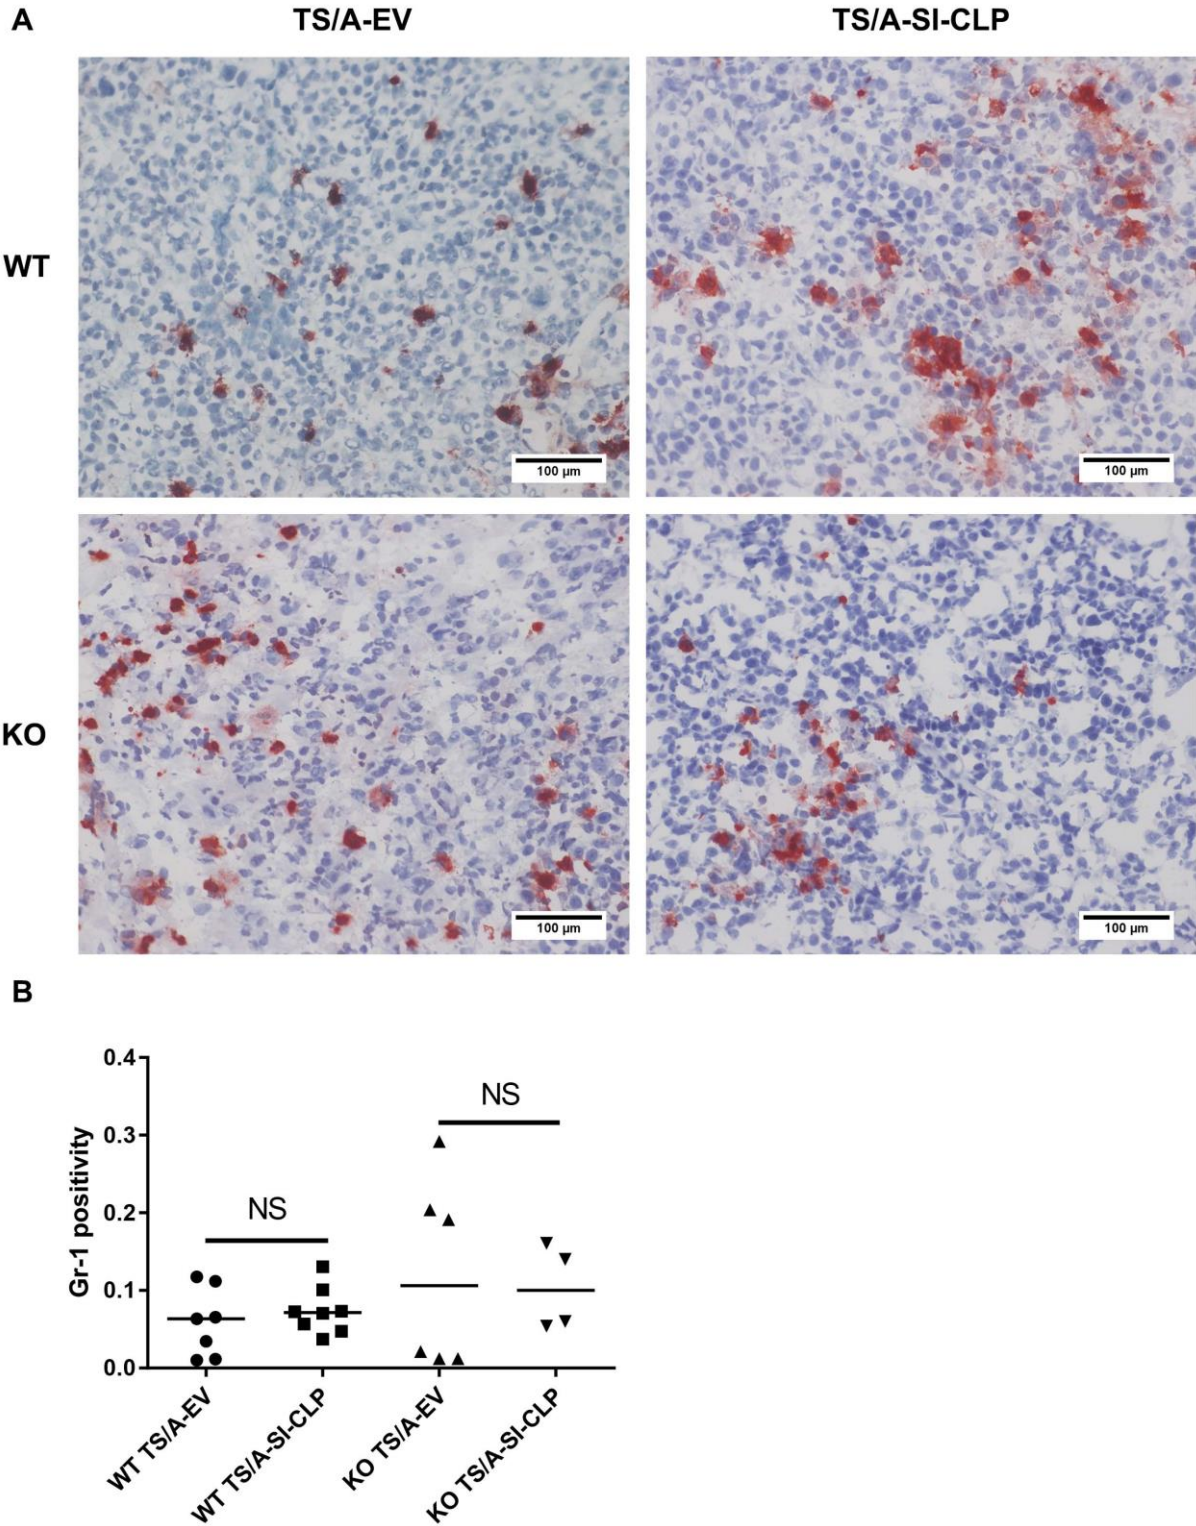 A
TS/A-EV
TS/A-SI-CLP
WT
100 µm
100 µm
KO
100 µm
100 µm
B
Gr-1 positivity
0.4
0.3
0.2
0.1
0.0
NS
NS
WT TS/A-EV
WT TS/A-SI-CLP
KO TS/A-EV
KO TS/A-SI-CLP